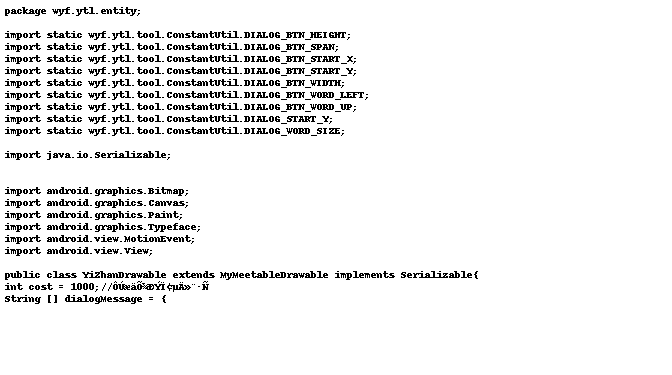 package wyf.ytl.entity;
import static wyf.ytl.tool.ConstantUtil.DIALOG_BTN_HEIGHT;
import static wyf.ytl.tool.ConstantUtil.DIALOG_BTN_SPAN;
import static wyf.ytl.tool.ConstantUtil.DIALOG_BTN_START_X;
import static wyf.ytl.tool.ConstantUtil.DIALOG_BTN_START_Y;
import static wyf.ytl.tool.ConstantUtil.DIALOG_BTN_WIDTH;
import static wyf.ytl.tool.ConstantUtil.DIALOG_BTN_WORD_LEFT;
import static wyf.ytl.tool.ConstantUtil.DIALOG_BTN_WORD_UP;
import static wyf.ytl.tool.ConstantUtil.DIALOG_START_Y;
import static wyf.ytl.tool.ConstantUtil.DIALOG_WORD_SIZE;
import java.io.Serializable;
import android.graphics.Bitmap;
import android.graphics.Canvas;
import android.graphics.Paint;
import android.graphics.Typeface;
import android.view.MotionEvent;
import android.view.View;
public class YiZhanDrawable extends MyMeetableDrawable implements Serializable{
int cost = 1000;//
String [] dialogMessage = {